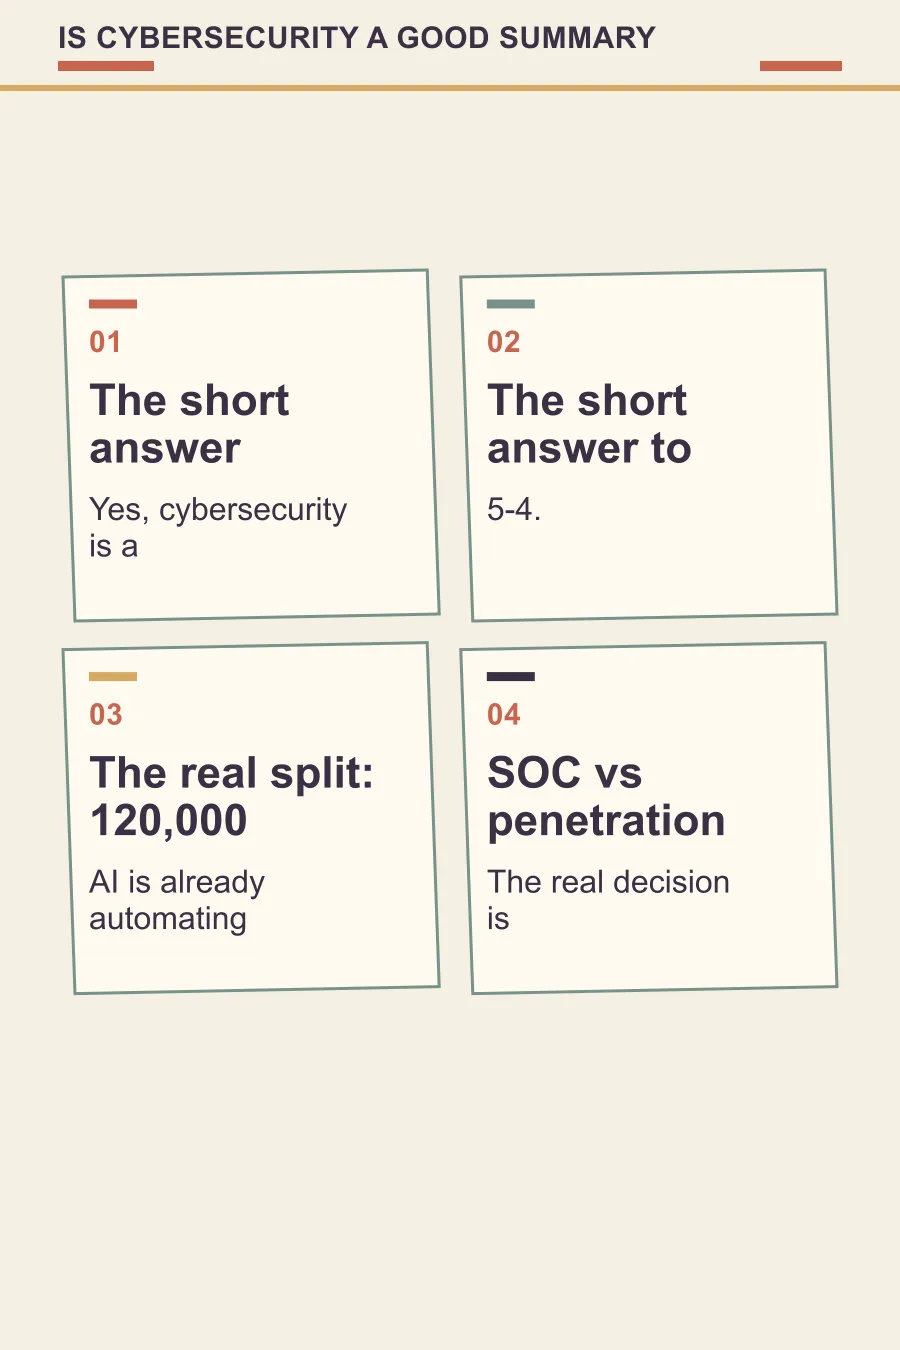 IS CYBERSECURITY A GOOD SUMMARY
01
The short
answer
Yes, cybersecurity
is a
02
The short
answer to
5-4.
03
The real split:
120,000
AI is already
automating
04
SOC vs
penetration
The real decision
is